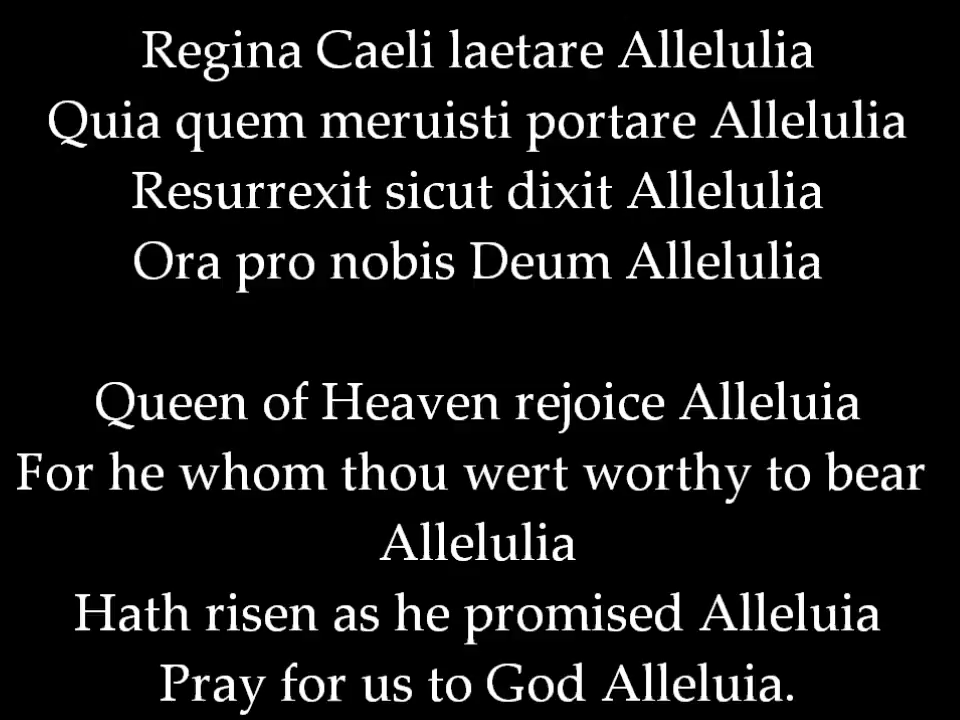 Regina Caeli laetare Allelulia
Quia quem meruisti portare Allelulia
Resurrexit sicut dixit Allelulia
Ora pro nobis Deum Allelulia
Queen of Heaven rejoice Alleluia
For he whom thou wert worthy to bear
Allelulia
Hath risen as he promised Alleluia
Pray for us to God Alleluia.